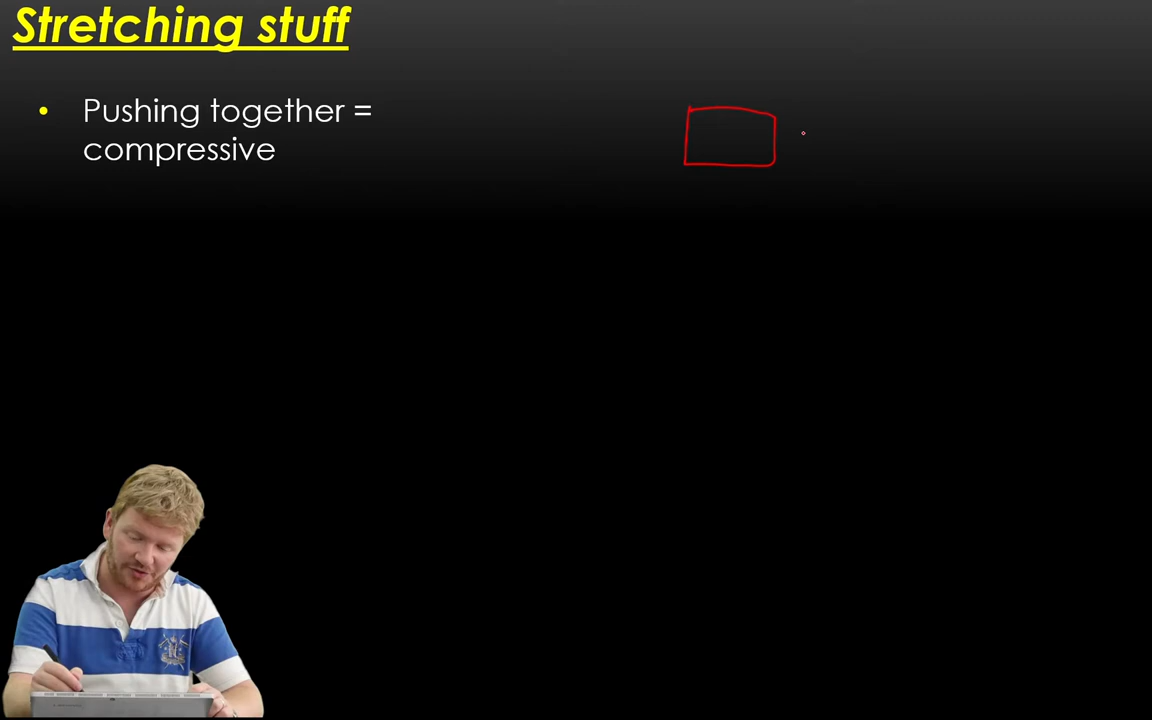 Stretching stuff
• Pushing together =
compressive